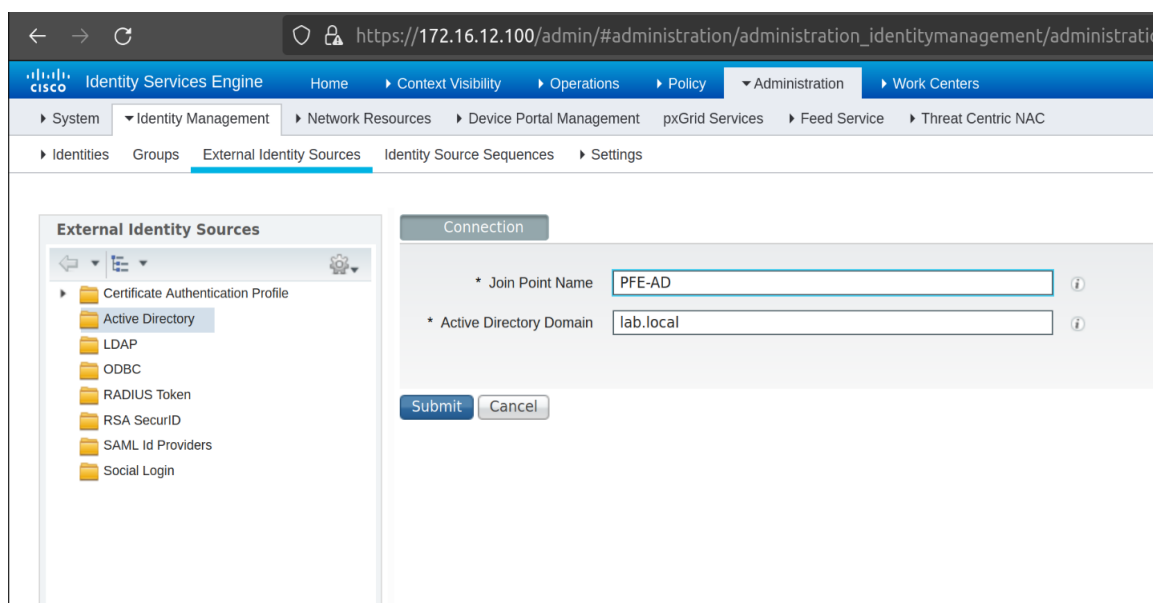 https://172.16.12.100/admin/#administration/administration_identitymanagement/administratio
cisco Identity Services Engine Home Context Visibility Operations Policy Administration Work Centers
System Identity Management Network Resources Device Portal Management pxGrid Services Feed Service Threat Centric NAC
Identities Groups External Identity Sources Identity Source Sequences Settings
External Identity Sources
Certificate Authentication Profile
Active Directory
LDAP
ODBC
RADIUS Token
RSA SecurID
SAML Id Providers
Social Login
Connection
* Join Point Name PFE-AD
* Active Directory Domain lab.local
Submit Cancel